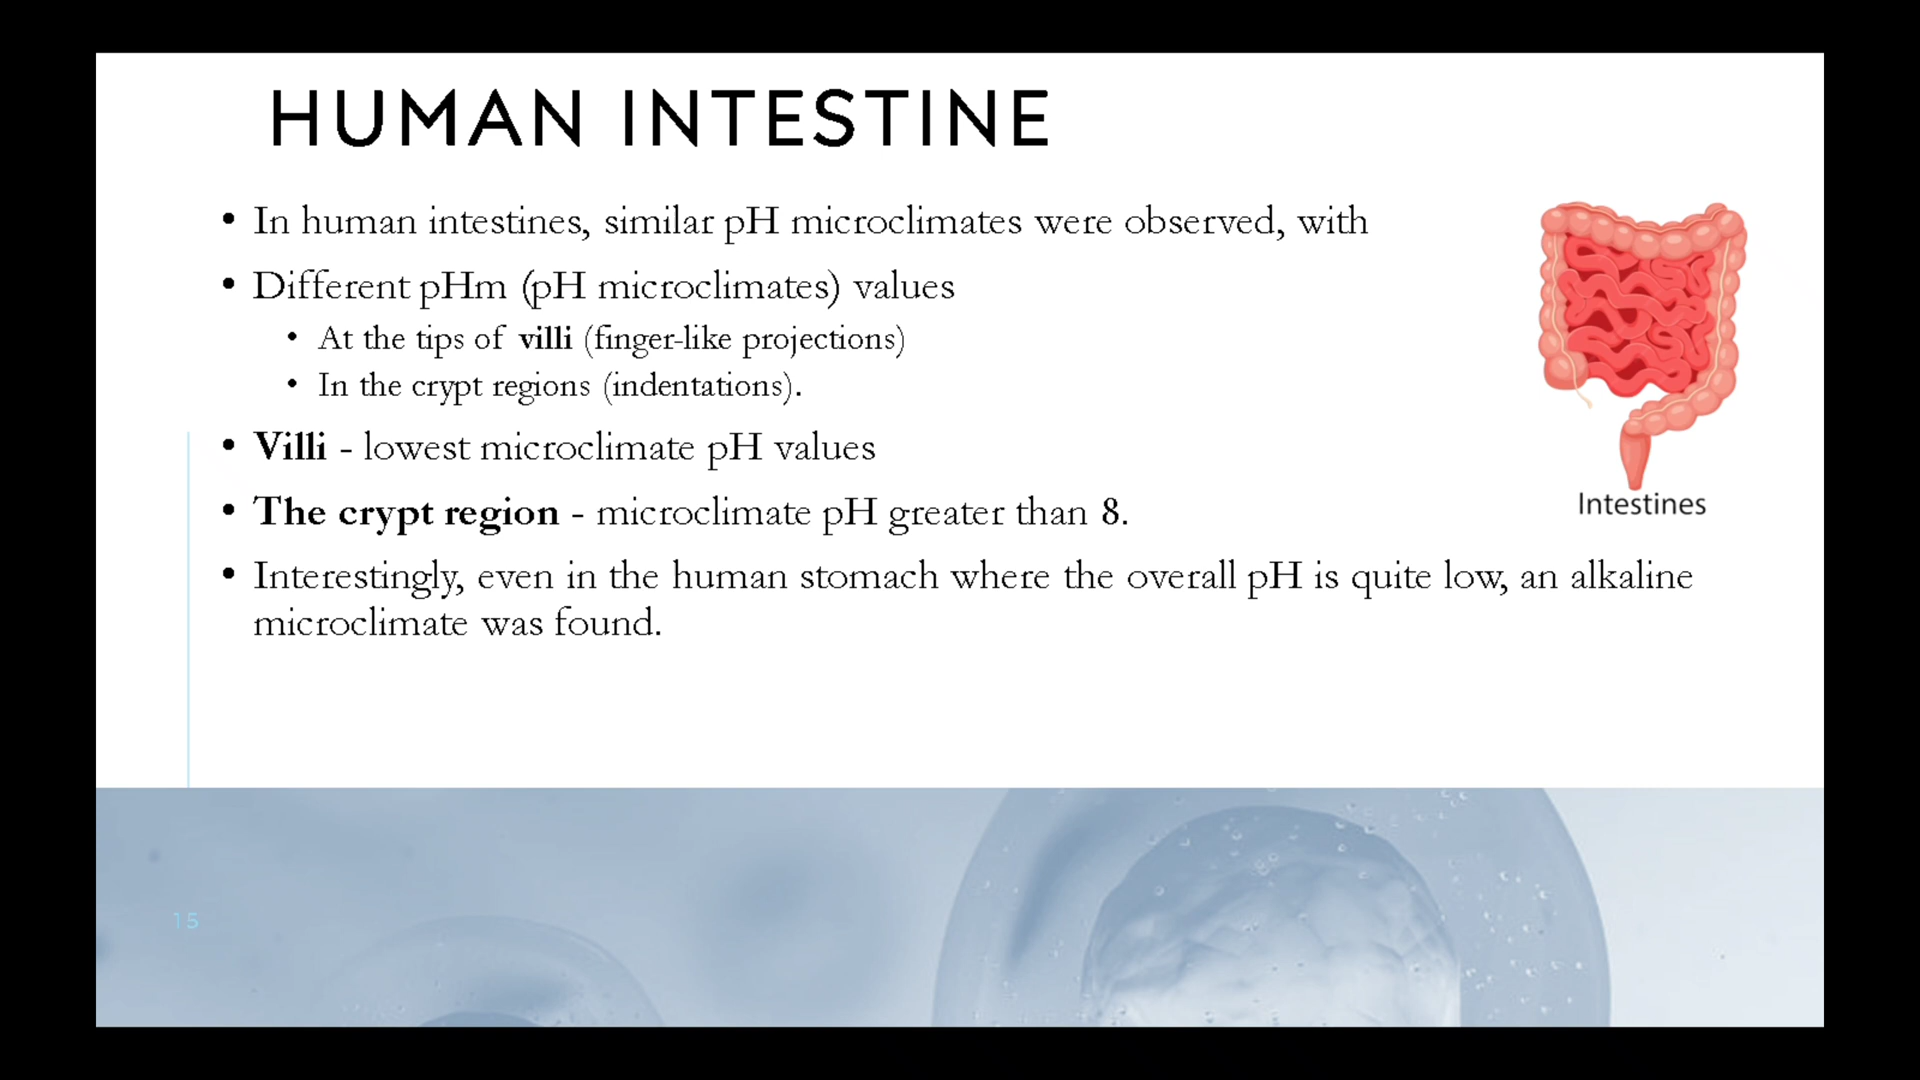 HUMAN INTESTINE
• In human intestines, similar pH microclimates were observed, with
• Different pHm (pH microclimates) values
• At the tips of villi (finger-like projections)
• In the crypt regions (indentations).
• Villi - lowest microclimate pH values
• The crypt region - microclimate pH greater than 8.
• Interestingly, even in the human stomach where the overall pH is quite low, an alkaline
microclimate was found.
Intestines
15